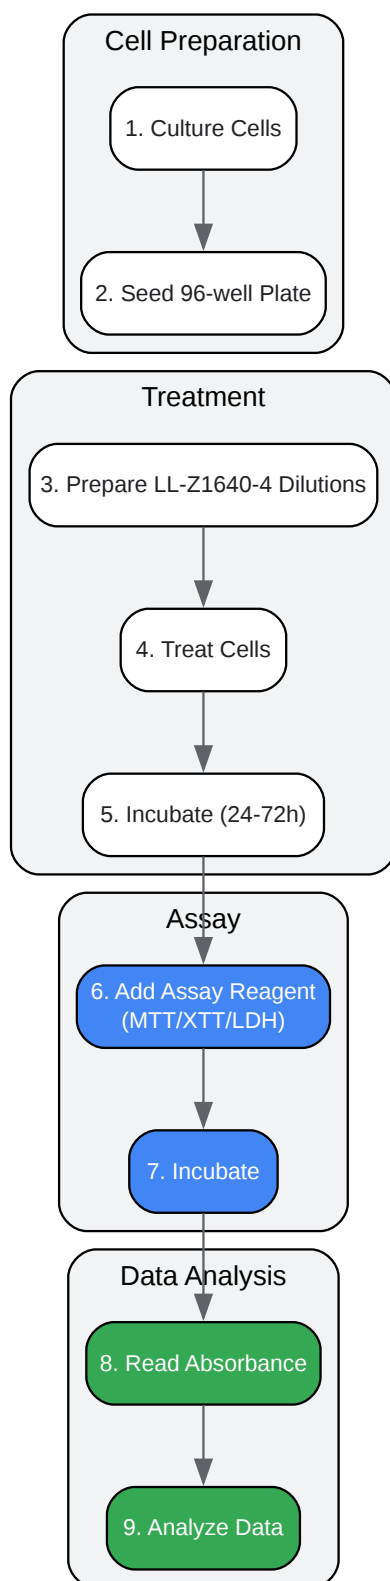 Cell Preparation
1. Culture Cells
2. Seed 96-well Plate
Treatment
3. Prepare LL-Z1640-4 Dilutions
4. Treat Cells
5. Incubate (24-72h)
Assay
6. Add Assay Reagent
(MTT/XTT/LDH)
7. Incubate
Data Analysis
8. Read Absorbance
9. Analyze Data